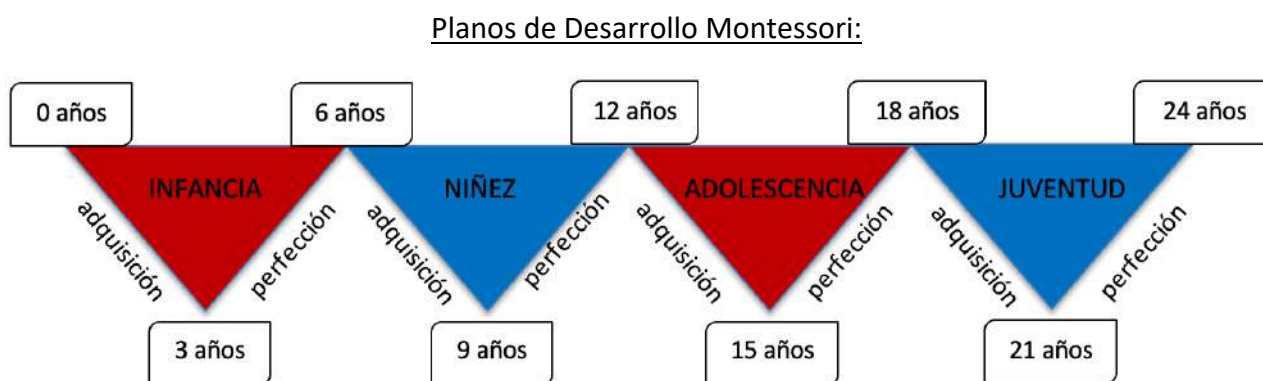 Planos de Desarrollo Montessori:
0 años
6 años
12 años
18 años
24 años
INFANCIA
NIÑEZ
ADOLESCENCIA
JUVENTUD
adquisición
perfección
adquisición
perfección
adquisición
perfección
adquisición
perfección
3 años
9 años
15 años
21 años